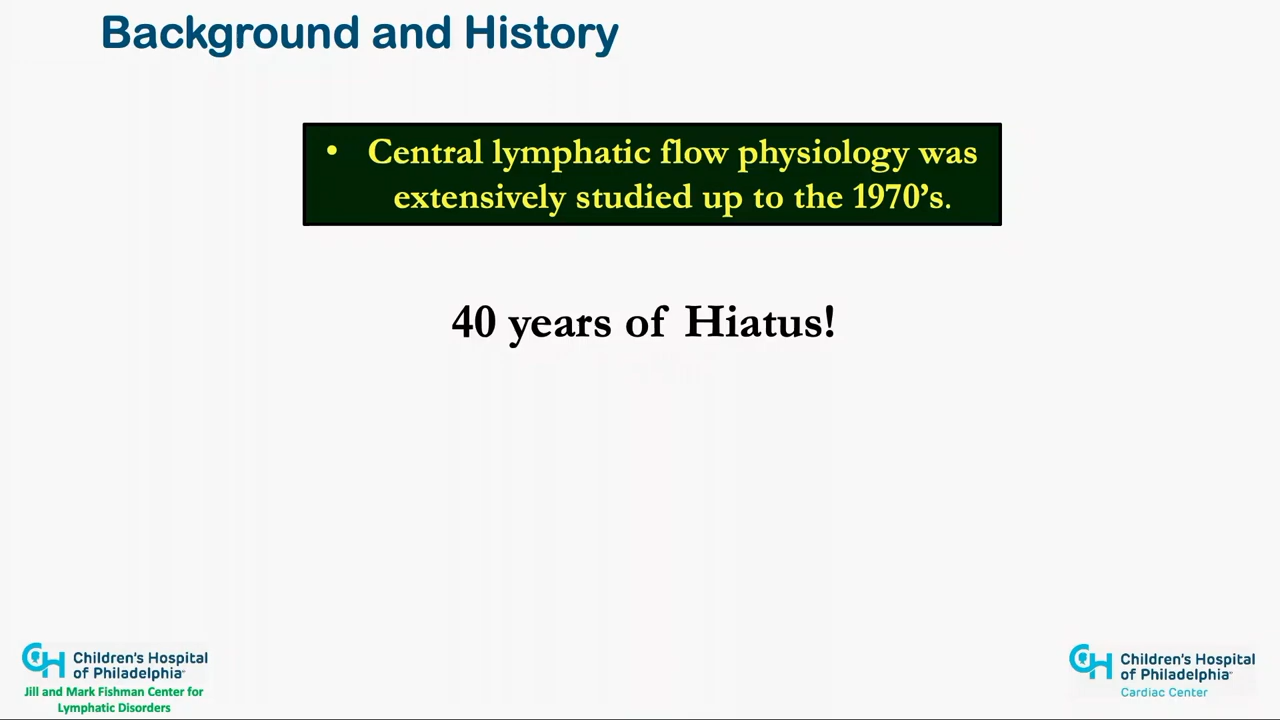 Background and History
• Central lymphatic flow physiology was
extensively studied up to the 1970’s.
40 years of Hiatus!
Children's Hospital
of Philadelphia
Jill and Mark Fishman Center for
Lymphatic Disorders
Children's Hospital
of Philadelphia
Cardiac Center